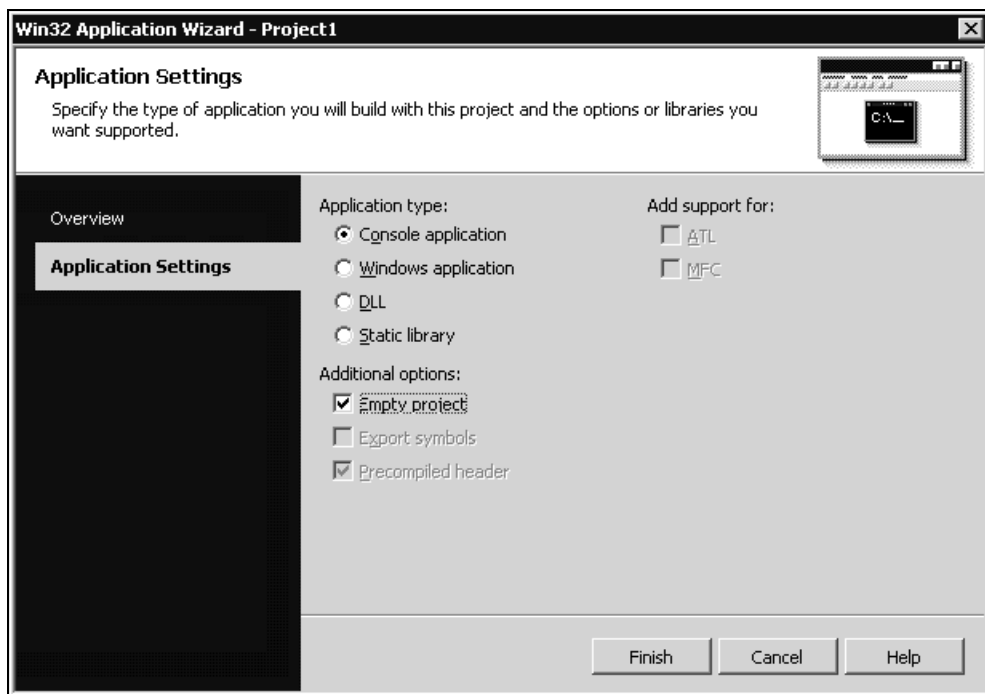 Win32 Application Wizard - Project1
Application Settings
Specify the type of application you will build with this project and the options or libraries you
want supported.
C:\_
Overview
Application Settings
Application type:
Console application
Windows application
DLL
Static library
Additional options:
Empty project
Export symbols
Precompiled header
Add support for:
ATL
MFC
Finish
Cancel
Help